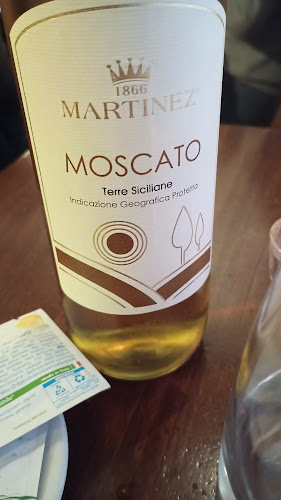 1866
MARTINEZ
MOSCATO
Terre Siciliane
Indicazione Geografica Protetta